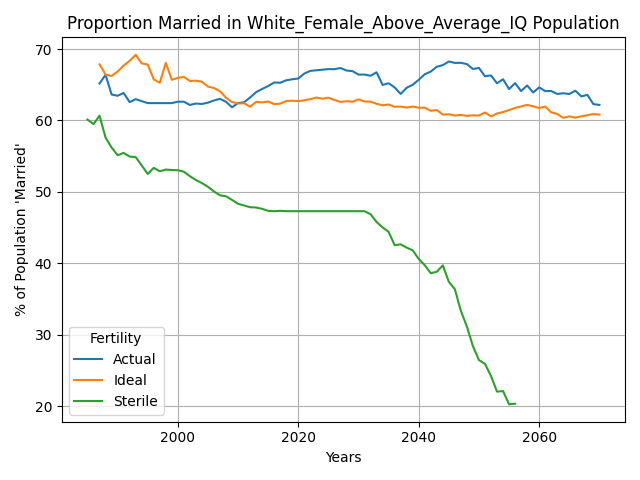 Proportion Married in White_Female_Above_Average_IQ Population
% of Population 'Married'
70
60
50
40
30
20
Fertility
Actual
Ideal
Sterile
2000
2020
2040
2060
Years